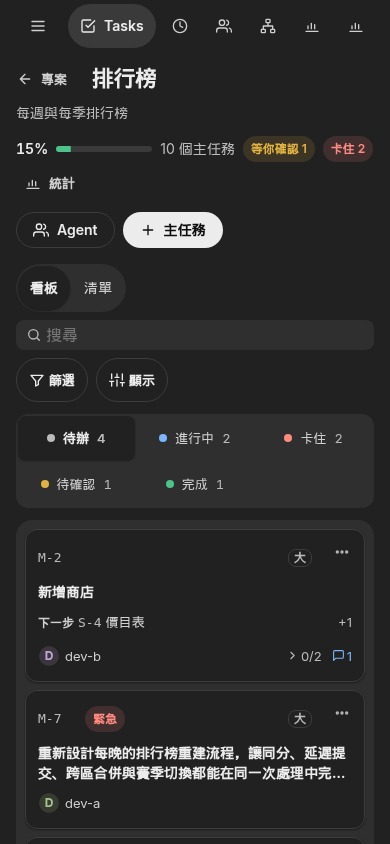 Tasks
專案 排行榜
每週與每季排行榜
15% 10 個主任務 等你確認 1 卡住 2
統計
Agent 主任務
看板 清單
搜尋
篩選 顯示
待辦 4 進行中 2 卡住 2
待確認 1 完成 1
M-2 大 •••
新增商店
下一步 S-4 價目表 +1
D dev-b 0/2 1
M-7 緊急 大 •••
重新設計每晚的排行榜重建流程，讓同分、延遲提
交、跨區合併與賽季切換都能在同一次處理中完...
D dev-a